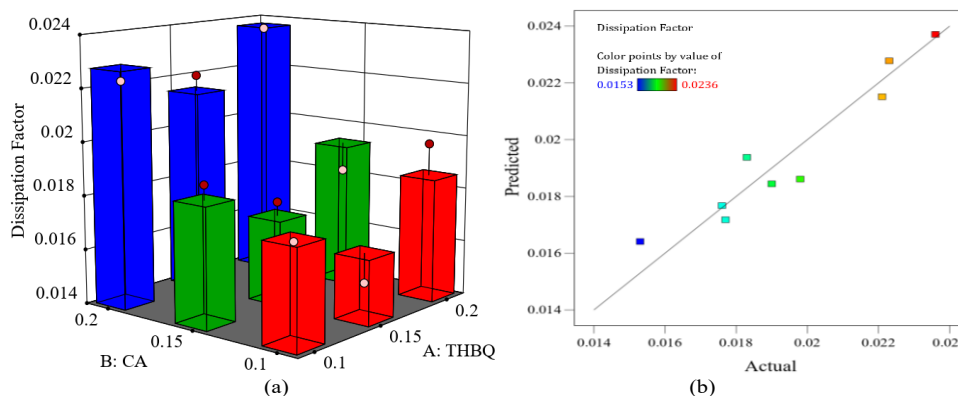 0.024
0.022
0.02
0.018
0.016
0.014
Dissipation Factor
0.2
0.15
0.1
B: CA
0.1
0.15
0.2
A: THBQ
(a)
Dissipation Factor
Color points by value of
Dissipation Factor:
0.0153 0.0236
0.024
0.022
0.02
0.018
0.016
0.014
Predicted
0.014 0.016 0.018 0.02 0.022 0.02
Actual
(b)